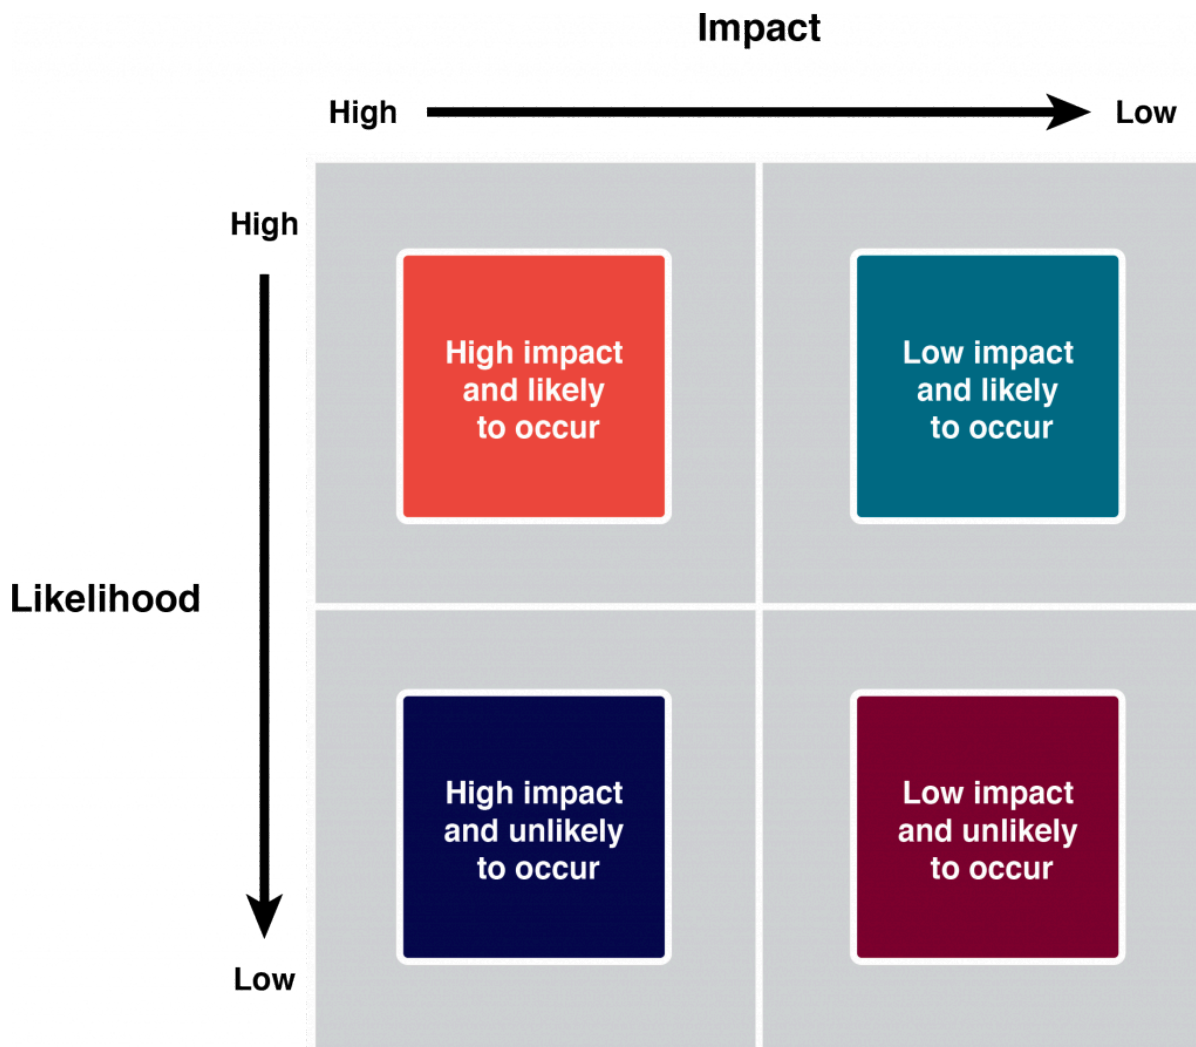 Impact
High
Low
High
High impact
and likely
to occur
Low impact
and likely
to occur
Likelihood
High impact
and unlikely
to occur
Low impact
and unlikely
to occur
Low